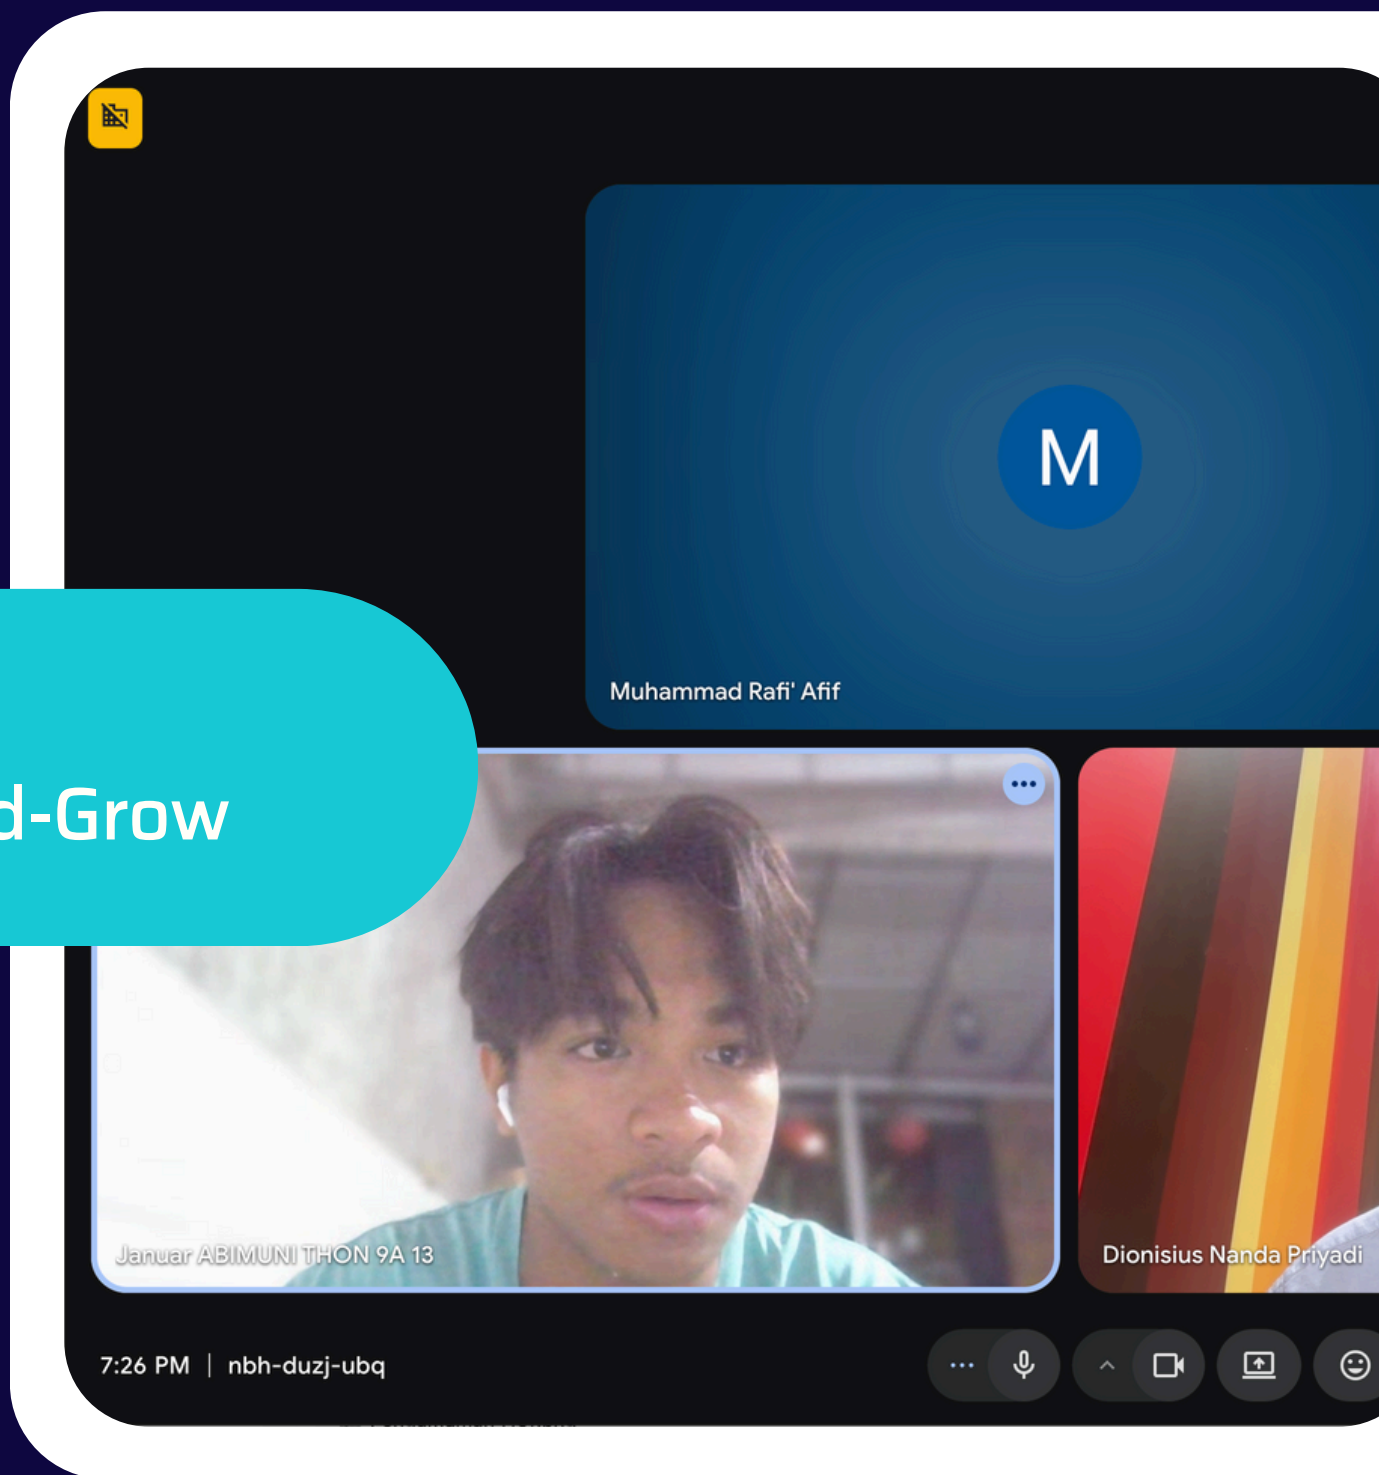 M
Muhammad Rafi' Afif
d-Grow
Januar ABIMUNI THON 9A 13
Dionisius Nanda Priyadi
7:26 PM | nbh-duzj-ubq